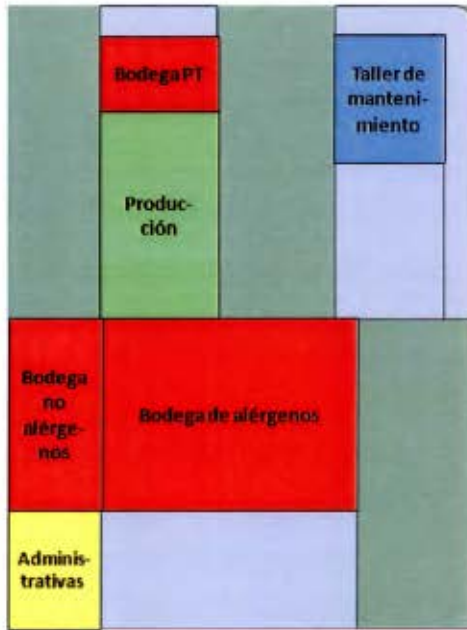 Bodega PT
Taller de
manteni-
miento
Produc-
ción
Bodega
no
alérge-
nos
Bodega de alérgenos
Adminis-
trativas